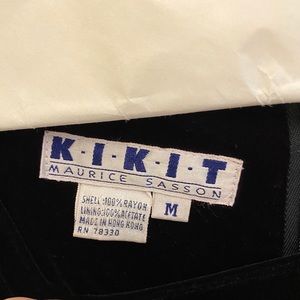 K·I·K·I·T
MAURICE SASSON
SHELL:100% RAYON
LINING:100% ACETATE
MADE IN HONG KONG
RN 78330
M